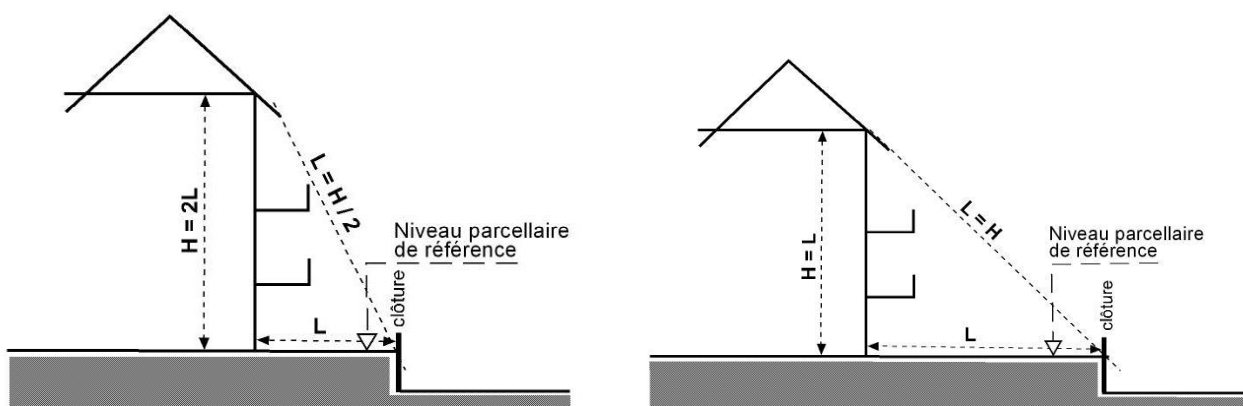 H = 2L
L = H / 2
Niveau parcellaire
de référence
clôture
L
H = L
L = H
Niveau parcellaire
de référence
clôture
L